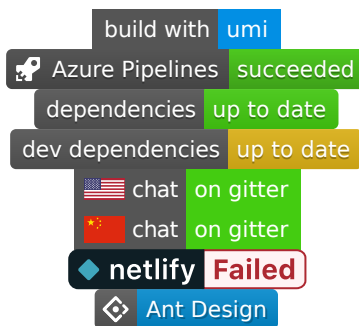 build with umi
Azure Pipelines succeeded
dependencies up to date
dev dependencies up to date
chat on gitter
chat on gitter
netlify Failed
Ant Design